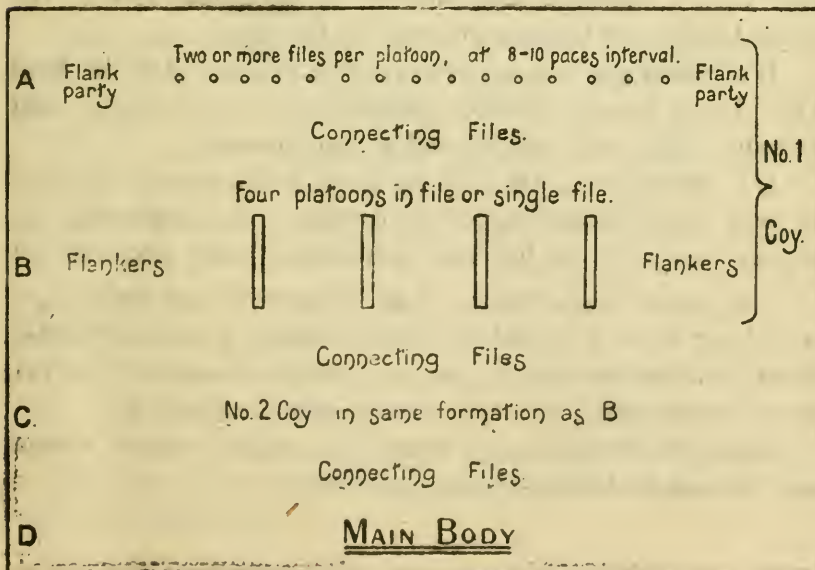 Two or more files per platoon, at 8-10 paces interval.
A Flank party Flank party
Connecting Files.
No. 1 Coy.
Four platoons in file or single file.
B Flankers Flankers
Connecting Files
C. No. 2 Coy in same formation as B
Connecting Files.
D MAIN BODY